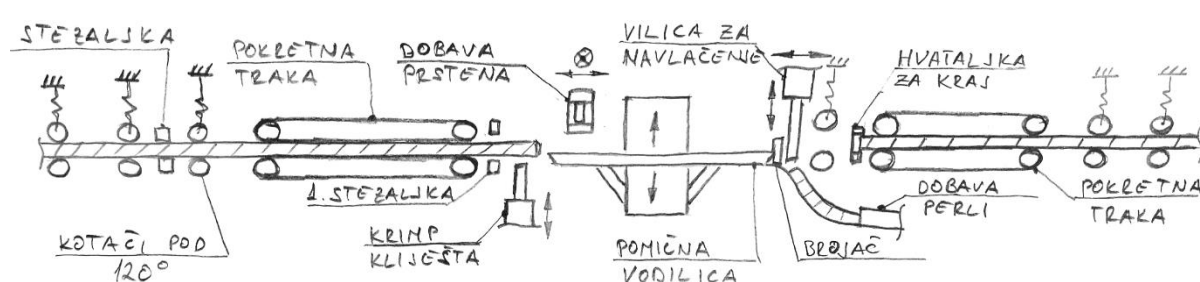 STEZALJKA
POKRETNA
TRAKA
DOBAVA
PRSTENA
VILICA ZA
NAVLAČENJE
HVATALJKA
ZA KRAJ
KOTAČI POD
120°
1. STEZALJKA
KRIMP
KLIJEŠTA
POMIČNA
VODILICA
BROJAČ
DOBAVA
PERLI
POKRETNA
TRAKA